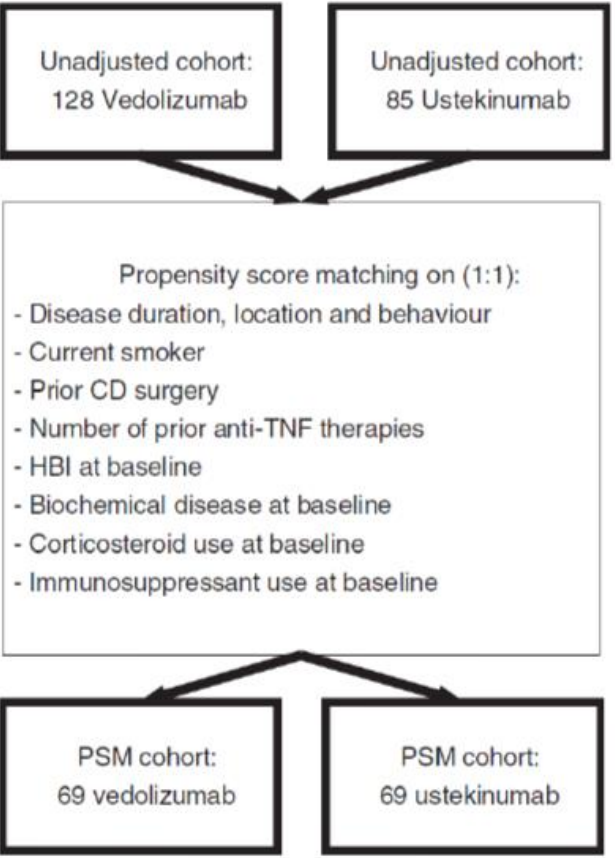 Unadjusted cohort:
128 Vedolizumab
Unadjusted cohort:
85 Ustekinumab
Propensity score matching on (1:1):
- Disease duration, location and behaviour
- Current smoker
- Prior CD surgery
- Number of prior anti-TNF therapies
- HBI at baseline
- Biochemical disease at baseline
- Corticosteroid use at baseline
- Immunosuppressant use at baseline
PSM cohort:
69 vedolizumab
PSM cohort:
69 ustekinumab